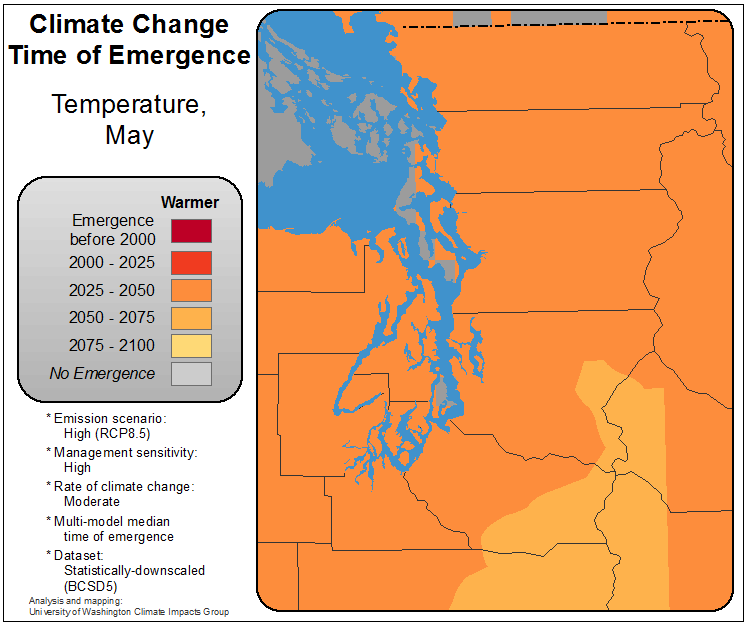 Climate Change
Time of Emergence
Temperature,
May
Warmer
Emergence
before 2000
2000 - 2025
2025 - 2050
2050 - 2075
2075 - 2100
No Emergence
* Emission scenario:
High (RCP8.5)
* Management sensitivity:
High
* Rate of climate change:
Moderate
* Multi-model median
time of emergence
* Dataset:
Statistically-downscaled
(BCSD5)
Analysis and mapping:
University of Washington Climate Impacts Group